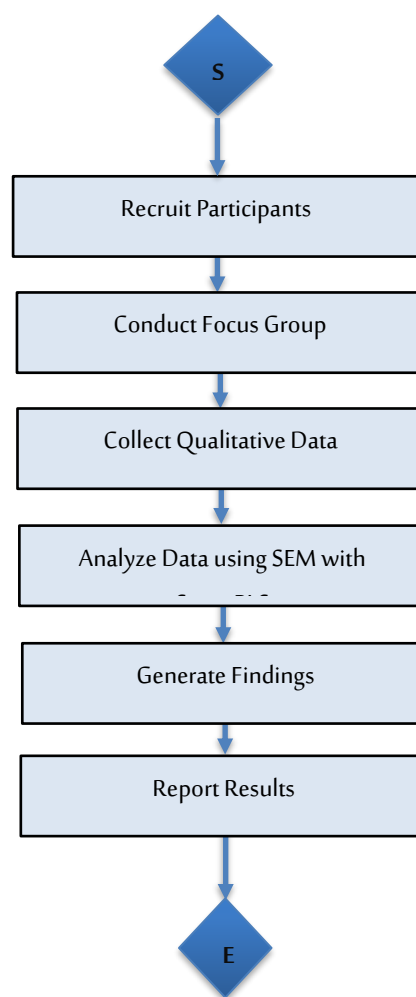 S
Recruit Participants
Conduct Focus Group
Collect Qualitative Data
Analyze Data using SEM with
Generate Findings
Report Results
E